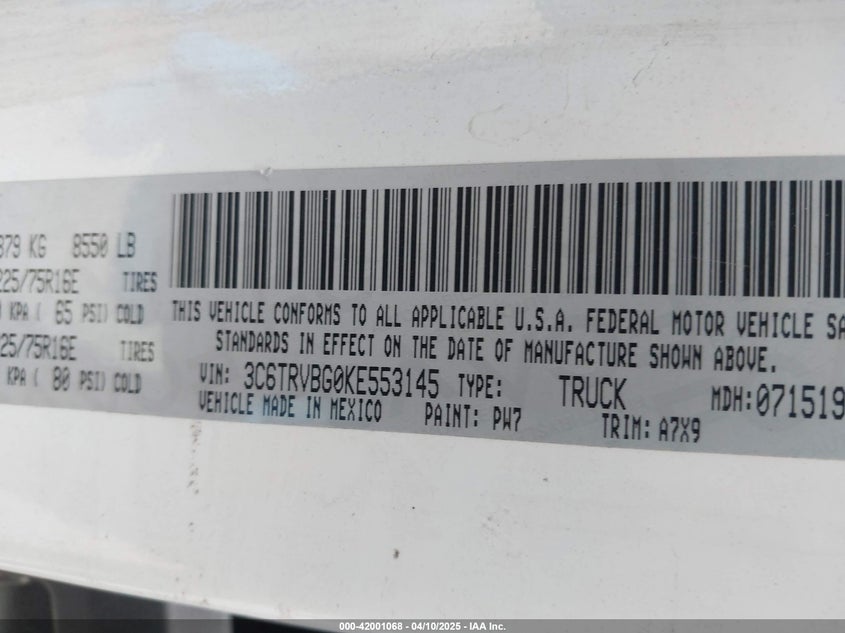 379 KG 8550 LB
225/75R16E TIRES
KPA ( 65 PSI) COLD
25/75R16E TIRES
KPA ( 80 PSI) COLD
THIS VEHICLE CONFORMS TO ALL APPLICABLE U.S.A. FEDERAL MOTOR VEHICLE SA
STANDARDS IN EFFECT ON THE DATE OF MANUFACTURE SHOWN ABOVE.
VIN: 3C6TRVBG0KE553145 TYPE: TRUCK MDH: 071519
VEHICLE MADE IN MEXICO PAINT: PW7 TRIM: A7X9
000-42001068 - 04/10/2025 - IAA Inc.